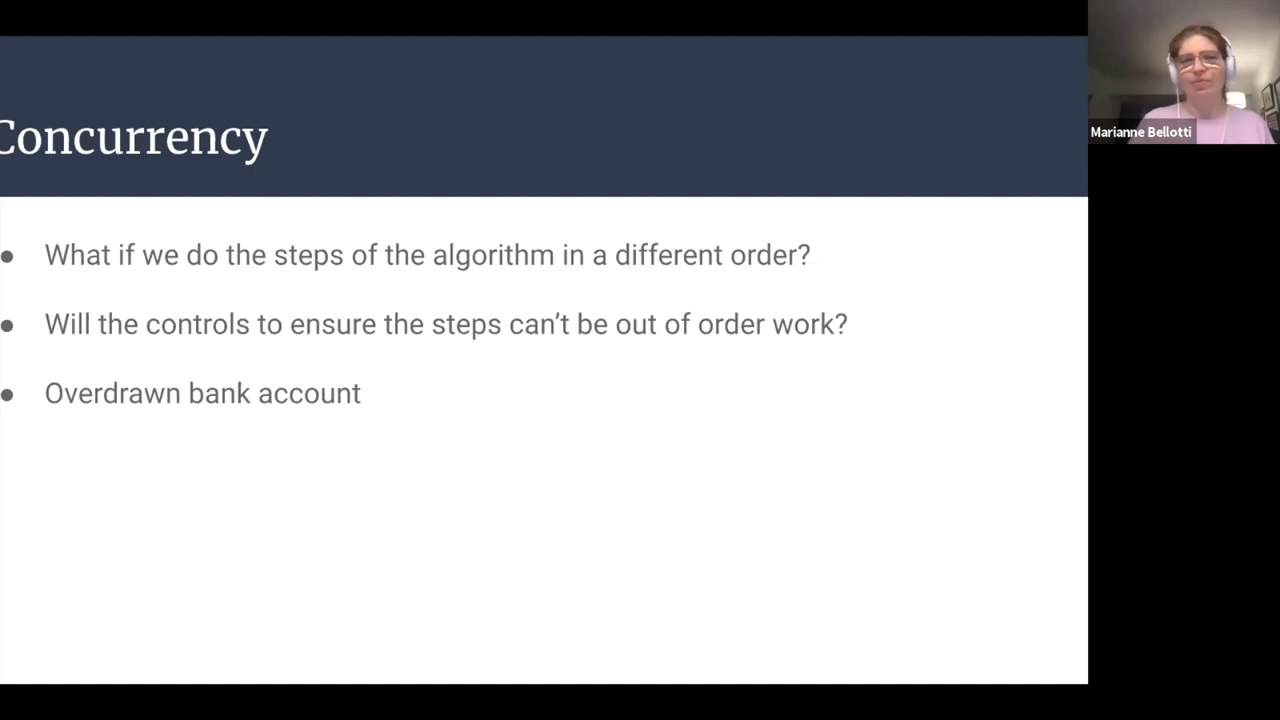 Concurrency
Marianne Bellotti
● What if we do the steps of the algorithm in a different order?
● Will the controls to ensure the steps can’t be out of order work?
● Overdrawn bank account